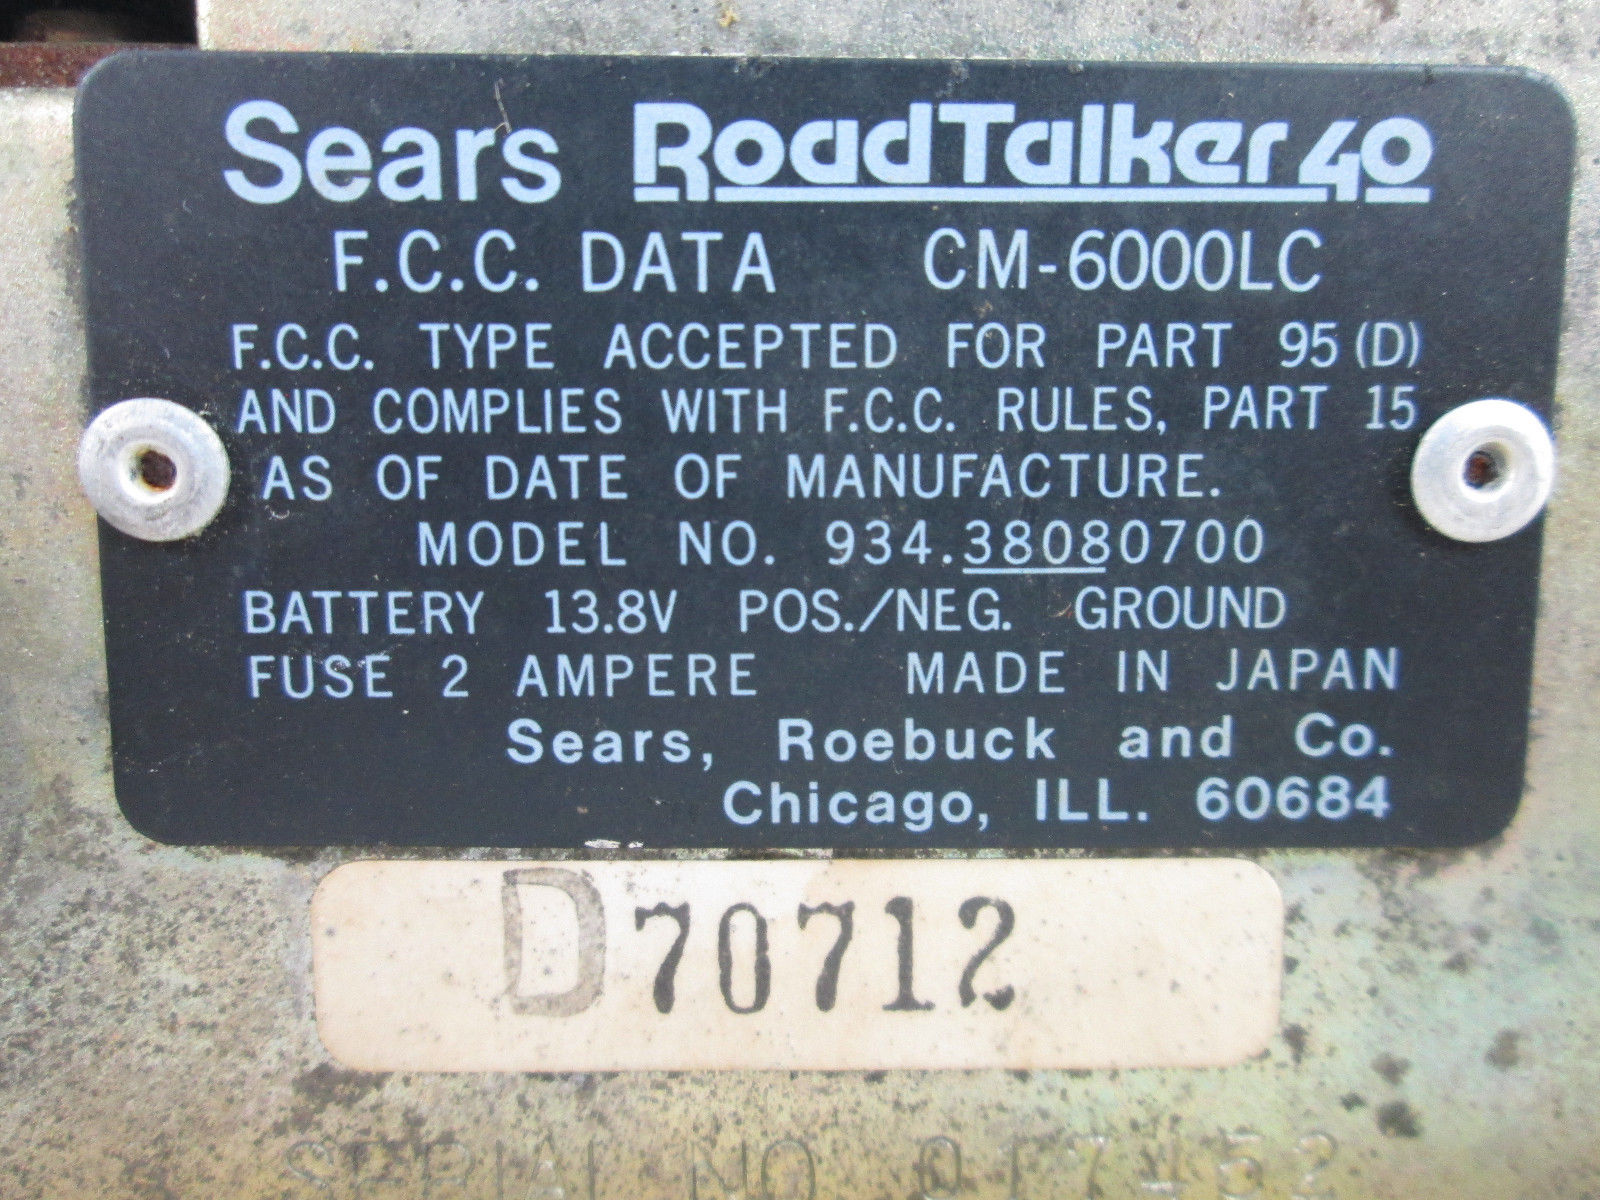 Sears RoadTalker 40
F.C.C. DATA CM-6000LC
F.C.C. TYPE ACCEPTED FOR PART 95 (D)
AND COMPLIES WITH F.C.C. RULES, PART 15
AS OF DATE OF MANUFACTURE.
MODEL NO. 934.38080700
BATTERY 13.8V POS./NEG. GROUND
FUSE 2 AMPERE MADE IN JAPAN
Sears, Roebuck and Co.
Chicago, ILL. 60684
D70712
SERIAL NO.